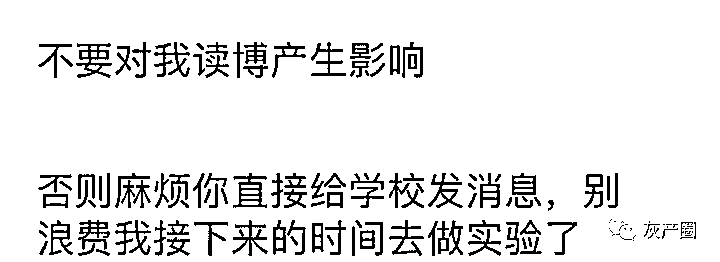 不要对我读博产生影响
否则麻烦你直接给学校发消息，别
浪费我接下来的时间去做实验了
灰产圈